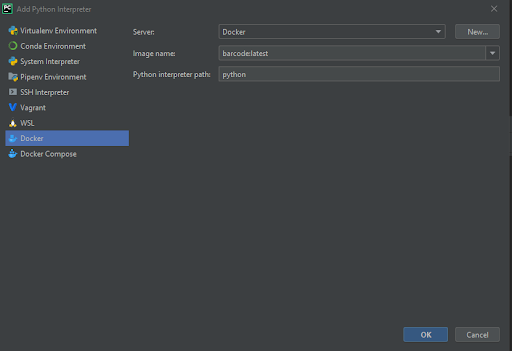 Add Python Interpreter
Virtualenv Environment
Conda Environment
System Interpreter
Pipenv Environment
SSH Interpreter
Vagrant
WSL
Docker
Docker Compose
Server: Docker New...
Image name: barcode:latest
Python interpreter path: python
OK Cancel